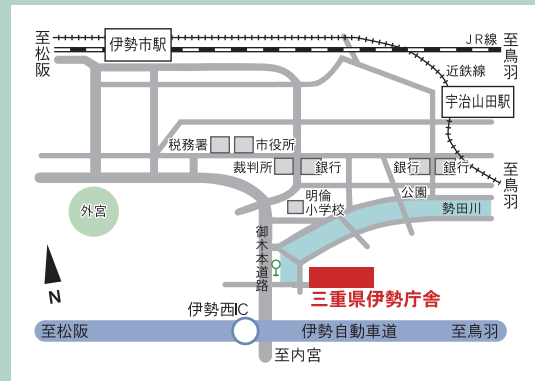 至松阪
伊勢市駅
JR線
至鳥羽
近鉄線
宇治山田駅
税務署
市役所
裁判所
銀行
銀行
銀行
至鳥羽
外宮
明倫
小学校
公園
勢田川
御木本道路
N
三重県伊勢庁舎
伊勢西IC
至松阪
伊勢自動車道
至鳥羽
至内宮